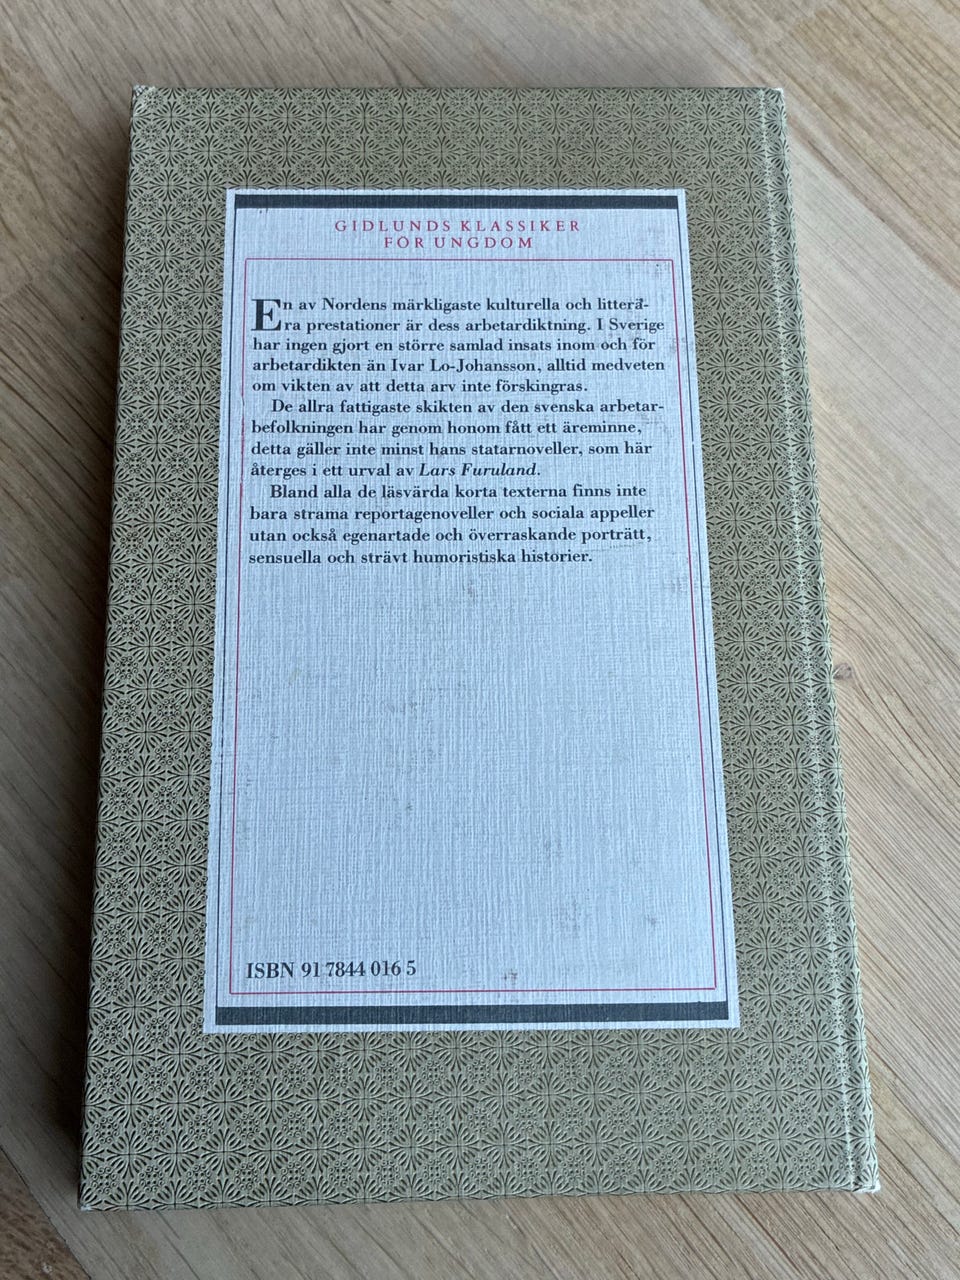 GIDLUNDS KLASSIKER
FÖR UNGDOM
En av Nordens märkligaste kulturella och litterä-
ra prestationer är dess arbetardiktning. I Sverige
har ingen gjort en större samlad insats inom och för
arbetardikten än Ivar Lo-Johansson, alltid medveten
om vikten av att detta arv inte förskingras.
De allra fattigaste skikten av den svenska arbetar-
befolkningen har genom honom fått ett äreminne,
detta gäller inte minst hans statarnoveller, som här
återges i ett urval av Lars Furuland.
Bland alla de läsvärda korta texterna finns inte
bara strama reportagenoveller och sociala appeller
utan också egenartade och överraskande porträtt,
sensuella och strävt humoristiska historier.
ISBN 91 7844 016 5